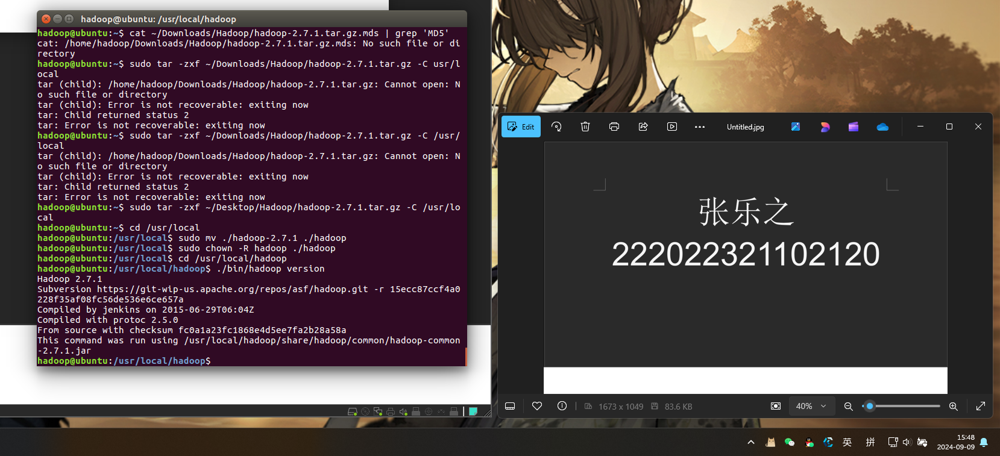 hadoop@ubuntu: /usr/local/hadoop
hadoop@ubuntu:~$ cat ~/Downloads/Hadoop/hadoop-2.7.1.tar.gz.mds | grep 'MD5'
cat: /home/hadoop/Downloads/Hadoop/hadoop-2.7.1.tar.gz.mds: No such file or di
rectory
hadoop@ubuntu:~$ sudo tar -zxf ~/Downloads/Hadoop/hadoop-2.7.1.tar.gz -C usr/l
ocal
tar (child): /home/hadoop/Downloads/Hadoop/hadoop-2.7.1.tar.gz: Cannot open: N
o such file or directory
tar (child): Error is not recoverable: exiting now
tar: Child returned status 2
tar: Error is not recoverable: exiting now
hadoop@ubuntu:~$ sudo tar -zxf ~/Downloads/Hadoop/hadoop-2.7.1.tar.gz -C /usr/
local
tar (child): /home/hadoop/Downloads/Hadoop/hadoop-2.7.1.tar.gz: Cannot open: N
o such file or directory
tar (child): Error is not recoverable: exiting now
tar: Child returned status 2
tar: Error is not recoverable: exiting now
hadoop@ubuntu:~$ sudo tar -zxf ~/Desktop/Hadoop/hadoop-2.7.1.tar.gz -C /usr/lo
cal
hadoop@ubuntu:~$ cd /usr/local
hadoop@ubuntu:/usr/local$ sudo mv ./hadoop-2.7.1 ./hadoop
hadoop@ubuntu:/usr/local$ sudo chown -R hadoop ./hadoop
hadoop@ubuntu:/usr/local$ cd /usr/local/hadoop
hadoop@ubuntu:/usr/local/hadoop$ ./bin/hadoop version
Hadoop 2.7.1
Subversion https://git-wip-us.apache.org/repos/asf/hadoop.git -r 15ecc87ccf4a0
228f35af08fc56de536e6ce657a
Compiled by jenkins on 2015-06-29T06:04Z
Compiled with protoc 2.5.0
From source with checksum fc0a1a23fc1868e4d5ee7fa2b28a58a
This command was run using /usr/local/hadoop/share/hadoop/common/hadoop-common
-2.7.1.jar
hadoop@ubuntu:/usr/local/hadoop$
Edit
Untitled.jpg
张乐之
222022321102120
1673 x 1049
83.6 KB
40%
英
拼
15:48
2024-09-09